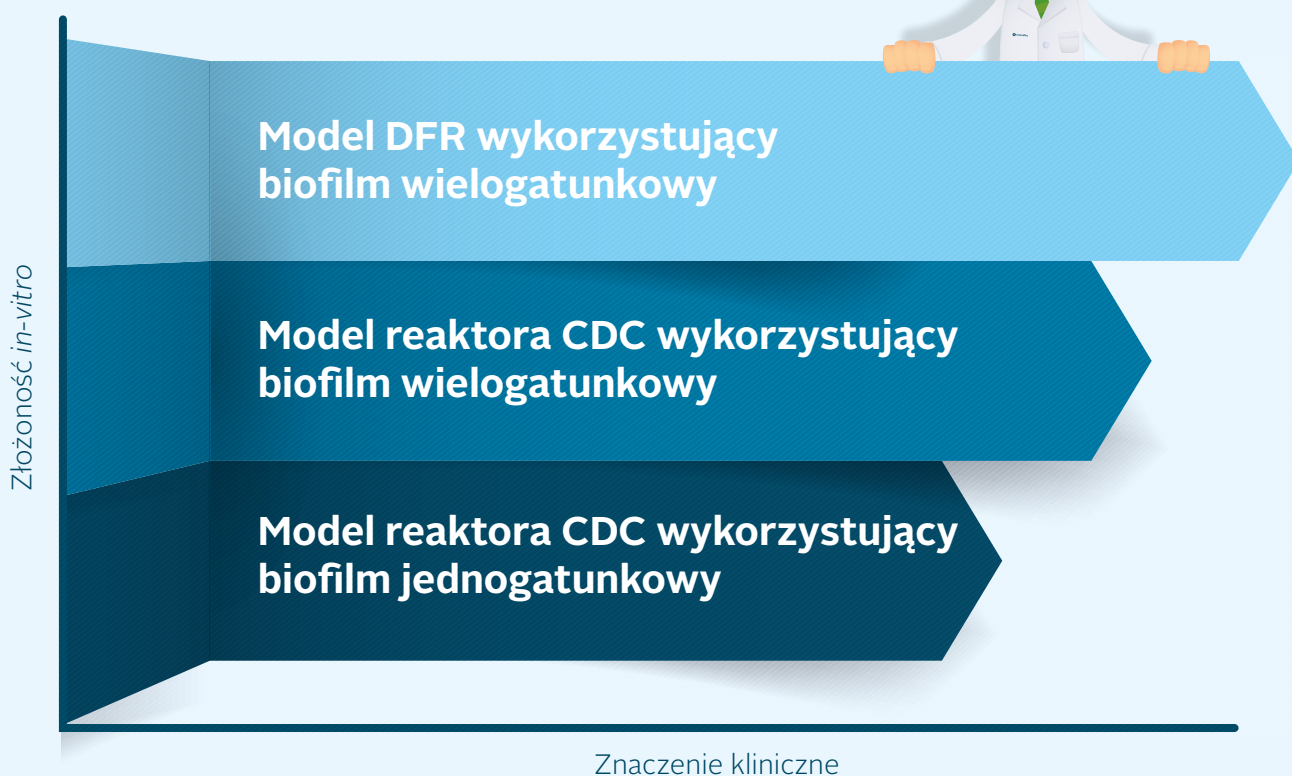 Model DFR wykorzystujący
biofilm wielogatunkowy
Model reaktora CDC wykorzystujący
biofilm wielogatunkowy
Model reaktora CDC wykorzystujący
biofilm jednogatunkowy
Złożoność in-vitro
Znaczenie kliniczne